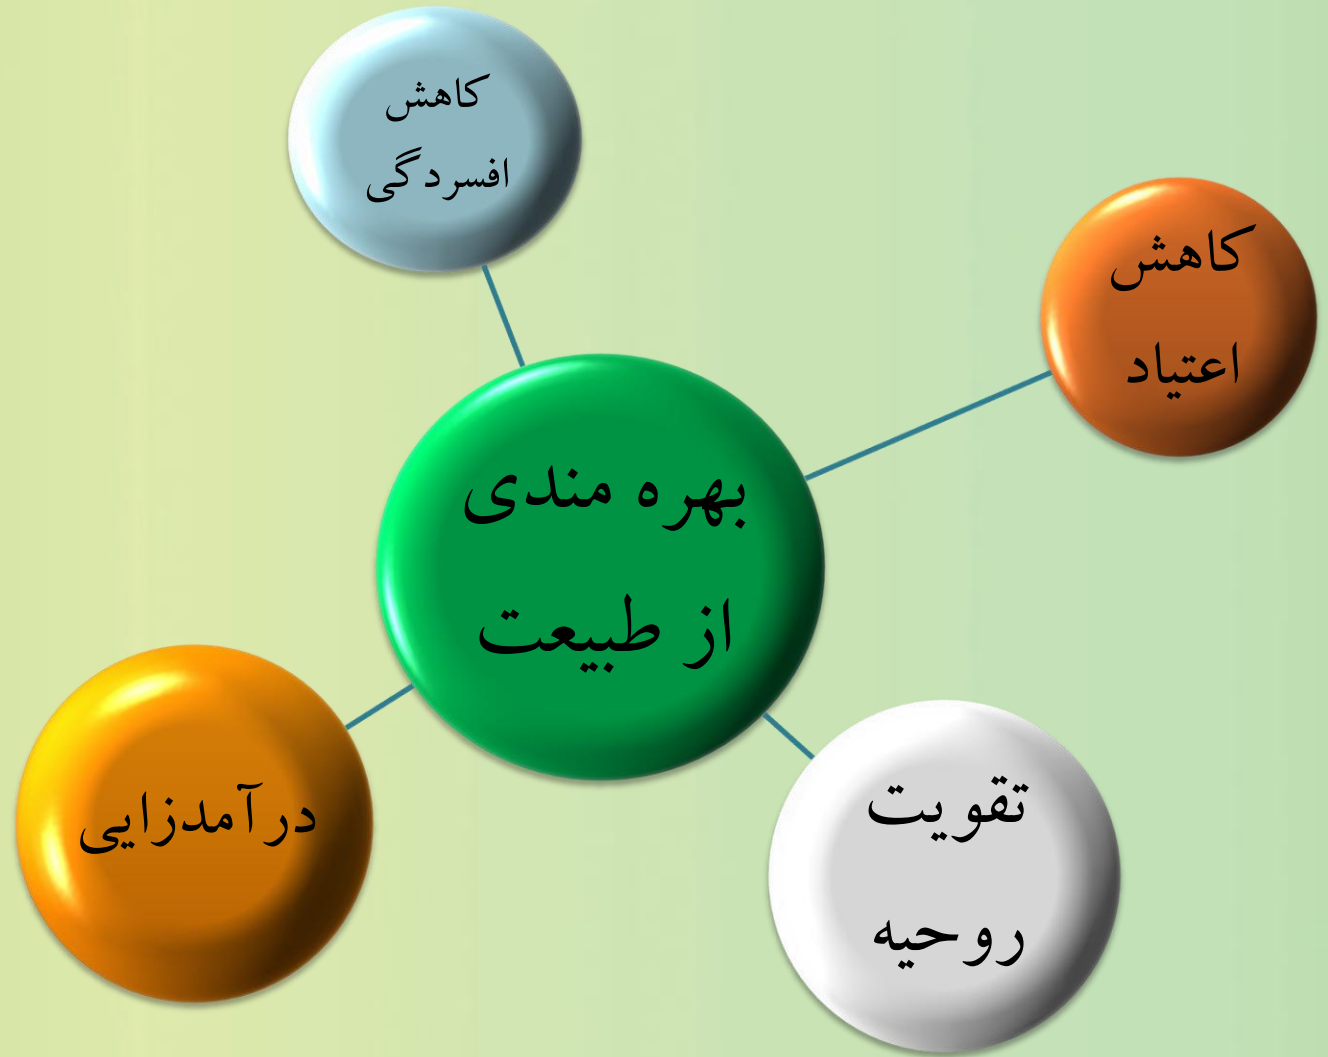 کاهش
افسردگی
کاهش
اعتیاد
بهره مندی
از طبیعت
درآمدزایی
تقویت
روحیه